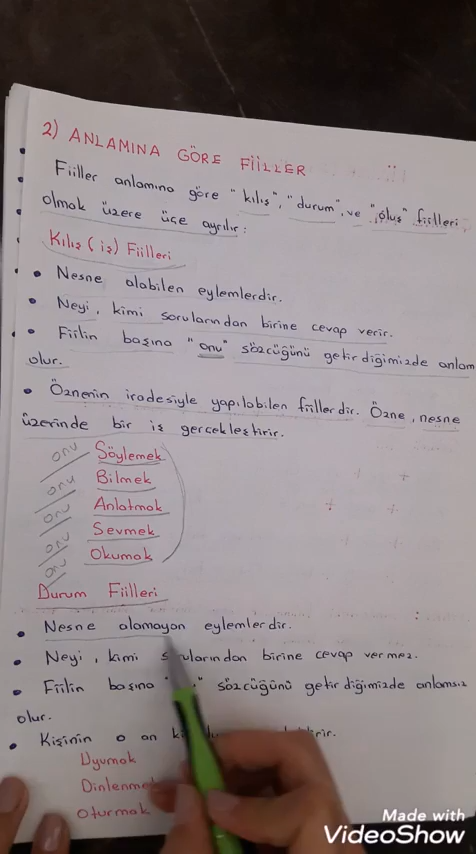 2) ANLAMINA GÖRE FİİLLER
Fiiller anlamına göre "kılış", "durum", ve "oluş" fiilleri
olmak üzere üçe ayrılır:
Kılış (iş) Fiilleri
• Nesne alabilen eylemlerdir.
• Neyi, kimi sorularından birine cevap verir.
• Fiilin başına "onu" sözcüğünü getirdiğimizde anlam
olur.
• Öznenin iradesiyle yapılabilen fiillerdir. Özne, nesne
üzerinde bir iş gerçekleştirir.
onu Söylemek
onu Bilmek
onu Anlatmak
onu Sevmek
onu Okumak
Durum Fiilleri
• Nesne alamayan eylemlerdir.
• Neyi, kimi sorularından birine cevap vermez.
• Fiilin başına " " sözcüğünü getirdiğimizde anlamsız
olur.
• Kişinin o an
Uyumak
Dinlenmek
Oturmak
Made with
VideoShow